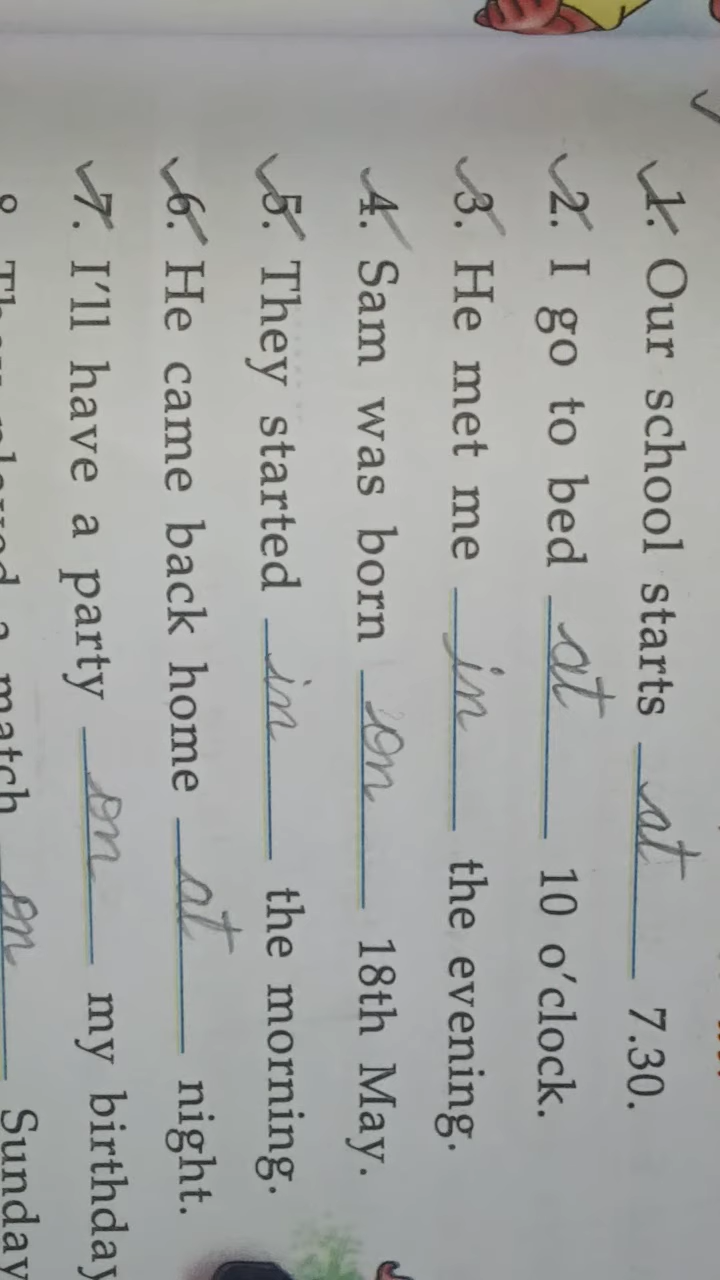 1. Our school starts at 7.30.
2. I go to bed at 10 o'clock.
3. He met me in the evening.
4. Sam was born on 18th May.
5. They started in the morning.
6. He came back home at night.
7. I'll have a party on my birthday
8. They played a match on Sunday